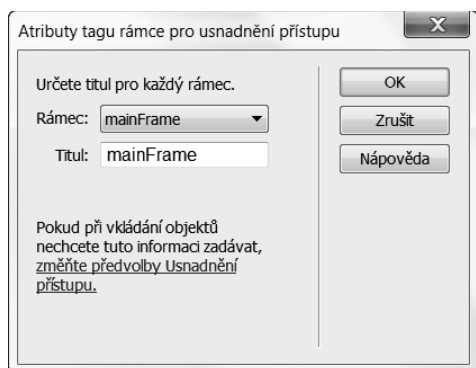 Atributy tagu rámce pro usnadnění přístupu
Určete titul pro každý rámec.
Rámec: mainFrame
Titul: mainFrame
Pokud při vkládání objektů
nechcete tuto informaci zadávat,
změňte předvolby Usnadnění
přístupu.
OK
Zrušit
Nápověda